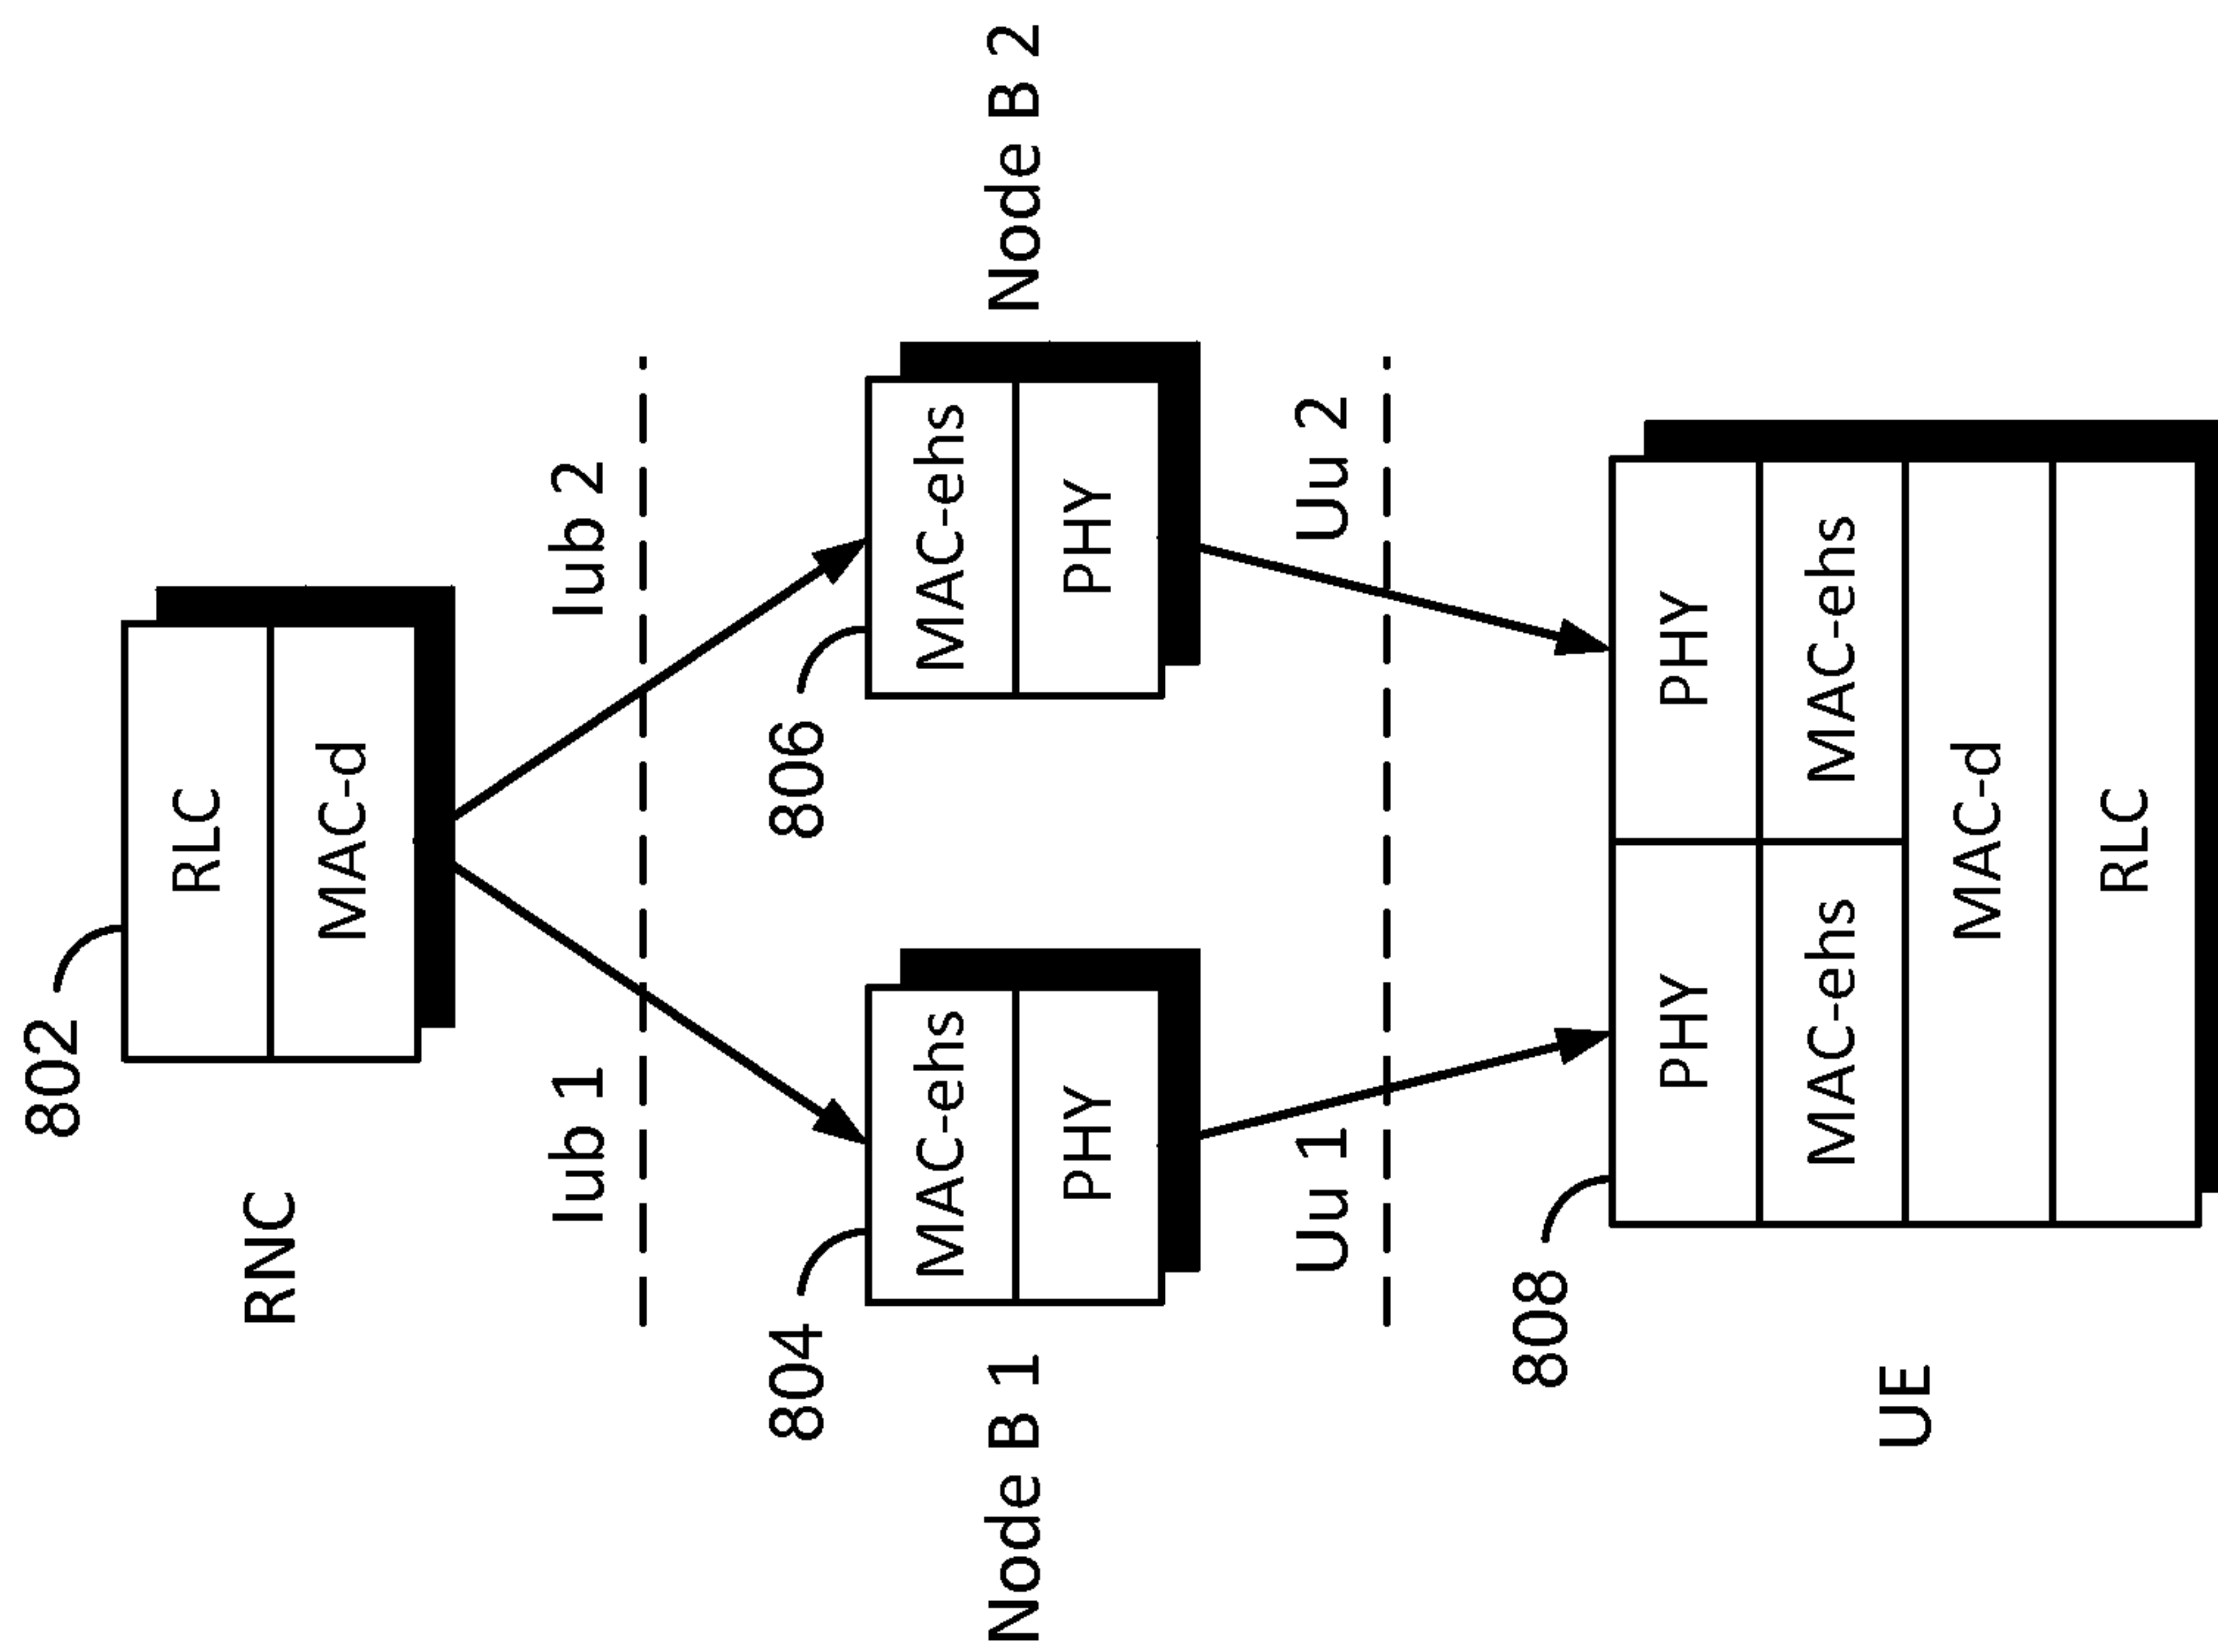 802
RNC
RLC
MAC-d
Iub 1
Iub 2
804
806
Node B 1
MAC-ehs
PHY
MAC-ehs
PHY
Node B 2
Uu 1
Uu 2
808
UE
PHY
PHY
MAC-ehs
MAC-ehs
MAC-d
RLC